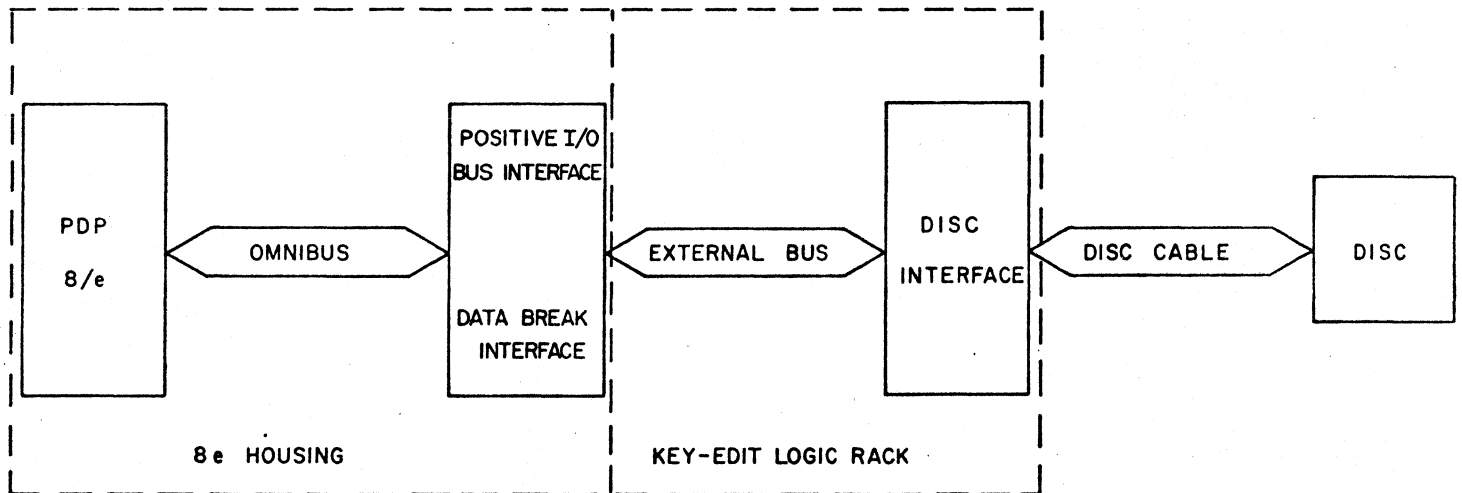 PDP
8/e
OMNIBUS
POSITIVE I/O
BUS INTERFACE
DATA BREAK
INTERFACE
EXTERNAL BUS
DISC
INTERFACE
DISC CABLE
DISC
8e HOUSING
KEY-EDIT LOGIC RACK